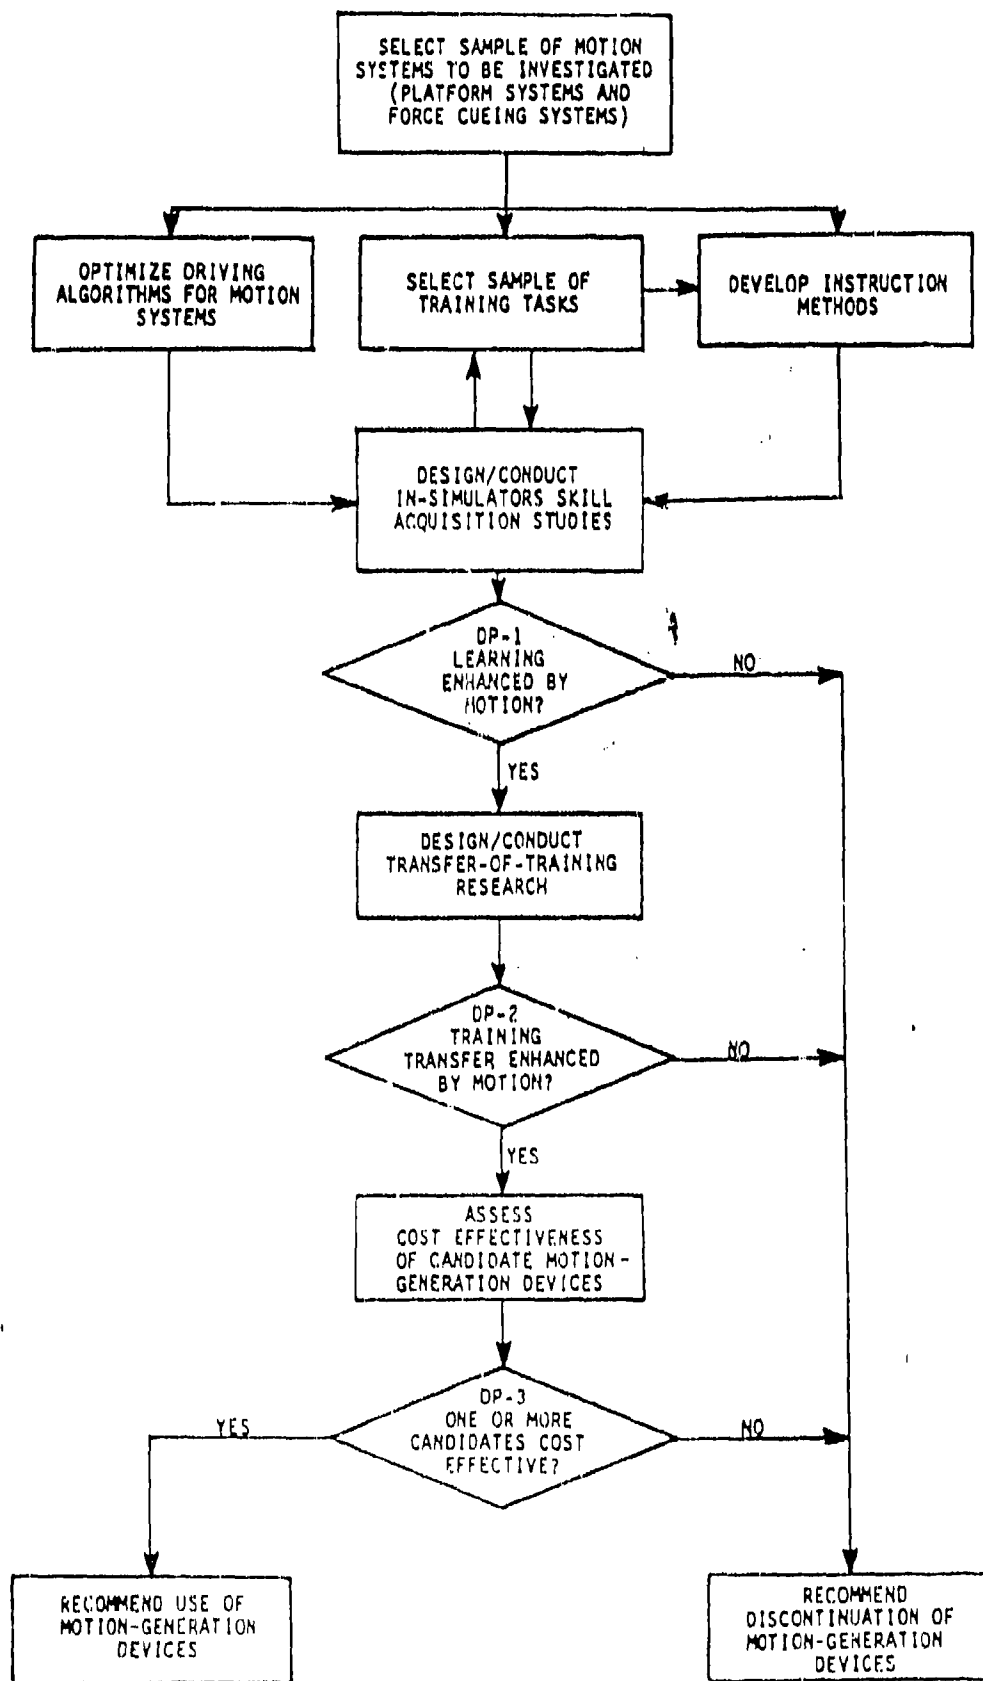 SELECT SAMPLE OF MOTION
SYSTEMS TO BE INVESTIGATED
(PLATFORM SYSTEMS AND
FORCE CUEING SYSTEMS)
OPTIMIZE DRIVING
ALGORITHMS FOR MOTION
SYSTEMS
SELECT SAMPLE OF
TRAINING TASKS
DEVELOP INSTRUCTION
METHODS
DESIGN/CONDUCT
IN-SIMULATORS SKILL
ACQUISITION STUDIES
DP-1
LEARNING
ENHANCED BY
MOTION?
NO
YES
DESIGN/CONDUCT
TRANSFER-OF-TRAINING
RESEARCH
DP-2
TRAINING
TRANSFER ENHANCED
BY MOTION?
NO
YES
ASSESS
COST EFFECTIVENESS
OF CANDIDATE MOTION-
GENERATION DEVICES
DP-3
ONE OR MORE
CANDIDATES COST
EFFECTIVE?
YES
NO
RECOMMEND USE OF
MOTION-GENERATION
DEVICES
RECOMMEND
DISCONTINUATION OF
MOTION-GENERATION
DEVICES